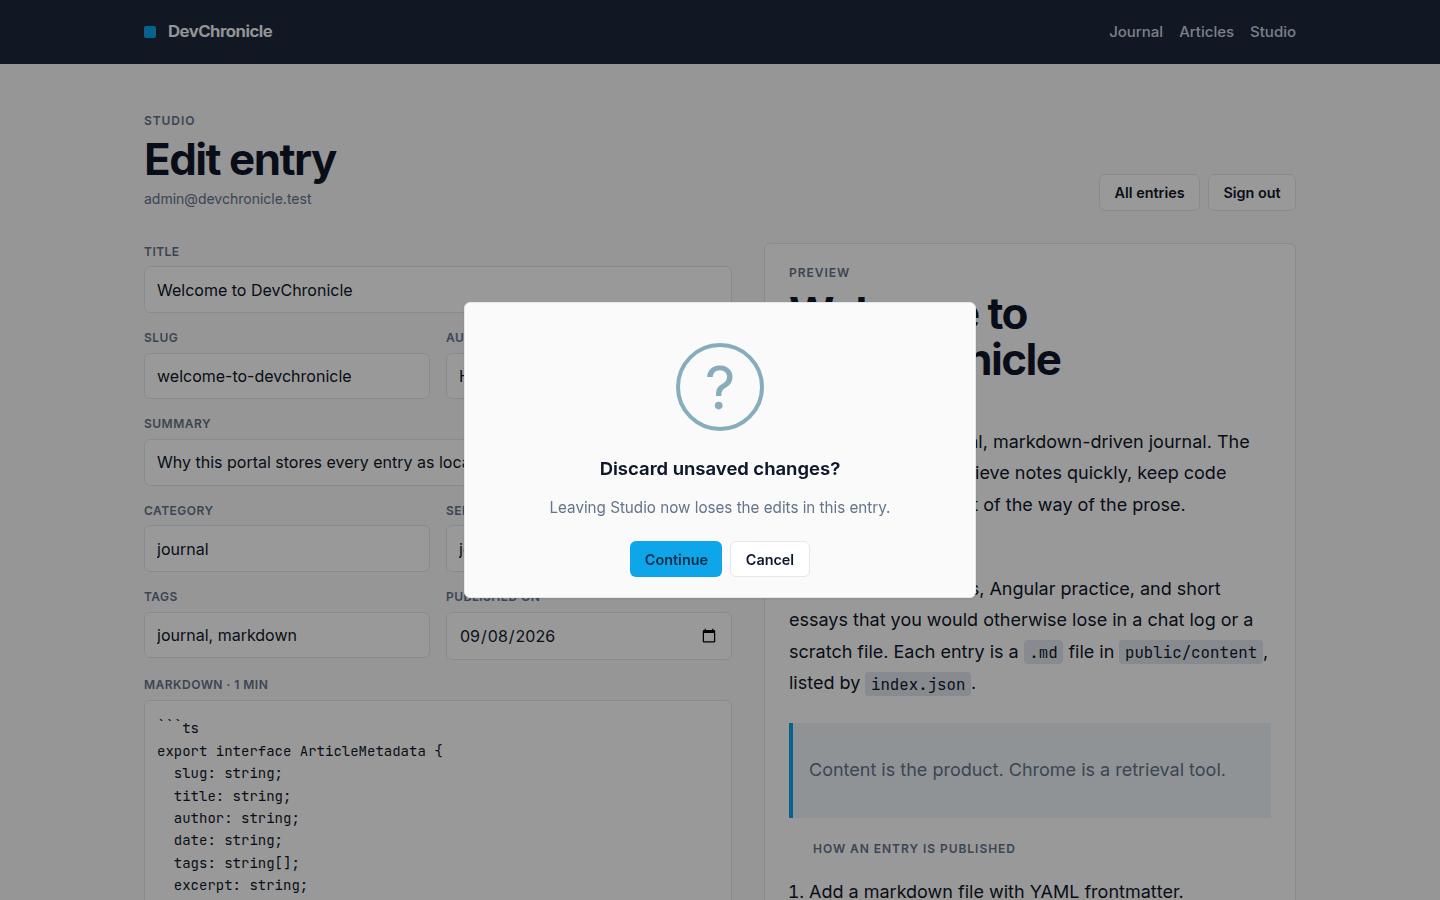 DevChronicle
Journal Articles Studio
STUDIO
Edit entry
admin@devchronicle.test
All entries Sign out
TITLE
Welcome to DevChronicle
SLUG
welcome-to-devchronicle
SUMMARY
Why this portal stores every entry as
CATEGORY
journal
TAGS
journal, markdown
PUBLISHED ON
09/08/2026
MARKDOWN · 1 MIN
```ts
export interface ArticleMetadata {
slug: string;
title: string;
author: string;
date: string;
tags: string[];
excerpt: string;
?
Discard unsaved changes?
Leaving Studio now loses the edits in this entry.
Continue Cancel
PREVIEW
to
, markdown-driven journal. The
notes quickly, keep code
of the way of the prose.
, Angular practice, and short
essays that you would otherwise lose in a chat log or a
scratch file. Each entry is a .md file in public/content,
listed by index.json.
Content is the product. Chrome is a retrieval tool.
HOW AN ENTRY IS PUBLISHED
1. Add a markdown file with YAML frontmatter.